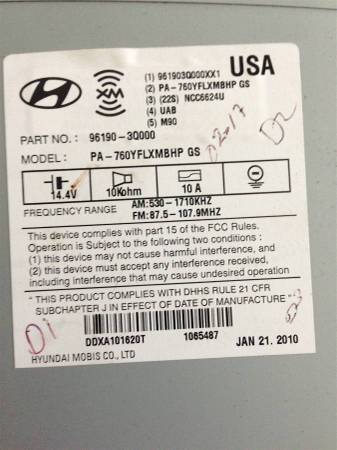 USA
XM
(1) 961903Q000XX1
(2) PA-760YFLXMBHP GS
(3) (22S) NCC6624U
(4) UAB
(5) M90
PART NO. : 96190-3Q000
MODEL : PA-760YFLXMBHP GS
02017
D2
14.4V 10Kohm 10 A
FREQUENCY RANGE AM:530-1710KHZ
FM:87.5-107.9MHZ
This device complies with part 15 of the FCC Rules.
Operation is Subject to the following two conditions :
(1) this device may not cause harmful interference, and
(2) this device must accept any interference received,
including interference that may cause undesired operation
" THIS PRODUCT COMPLIES WITH DHHS RULE 21 CFR
SUBCHAPTER J IN EFFECT OF DATE OF MANUFACTURE "
D1
DDXA101620T 1065487 JAN 21. 2010
HYUNDAI MOBIS CO., LTD